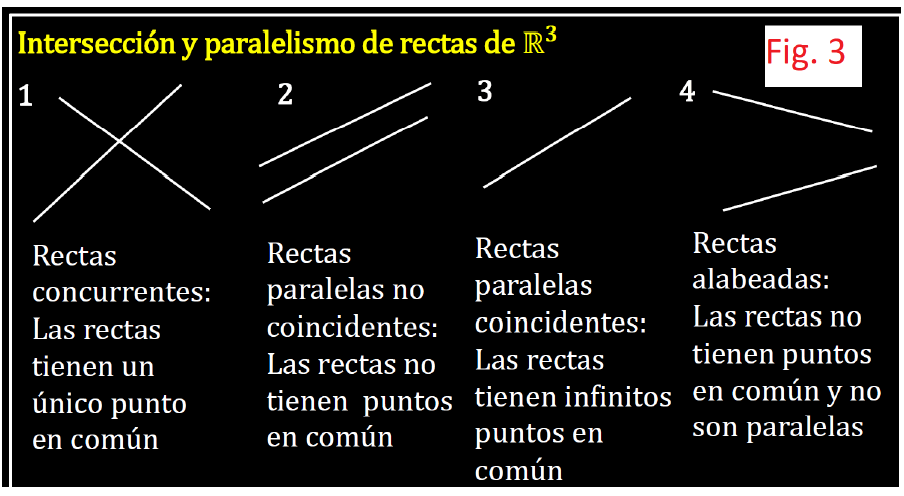 Intersección y paralelismo de rectas de ℝ³
Fig. 3
1
2
3
4
Rectas
concurrentes:
Las rectas
tienen un
único punto
en común
Rectas
paralelas no
coincidentes:
Las rectas no
tienen puntos
en común
Rectas
paralelas
coincidentes:
Las rectas
tienen infinitos
puntos en
común
Rectas
alabeadas:
Las rectas no
tienen puntos
en común y no
son paralelas